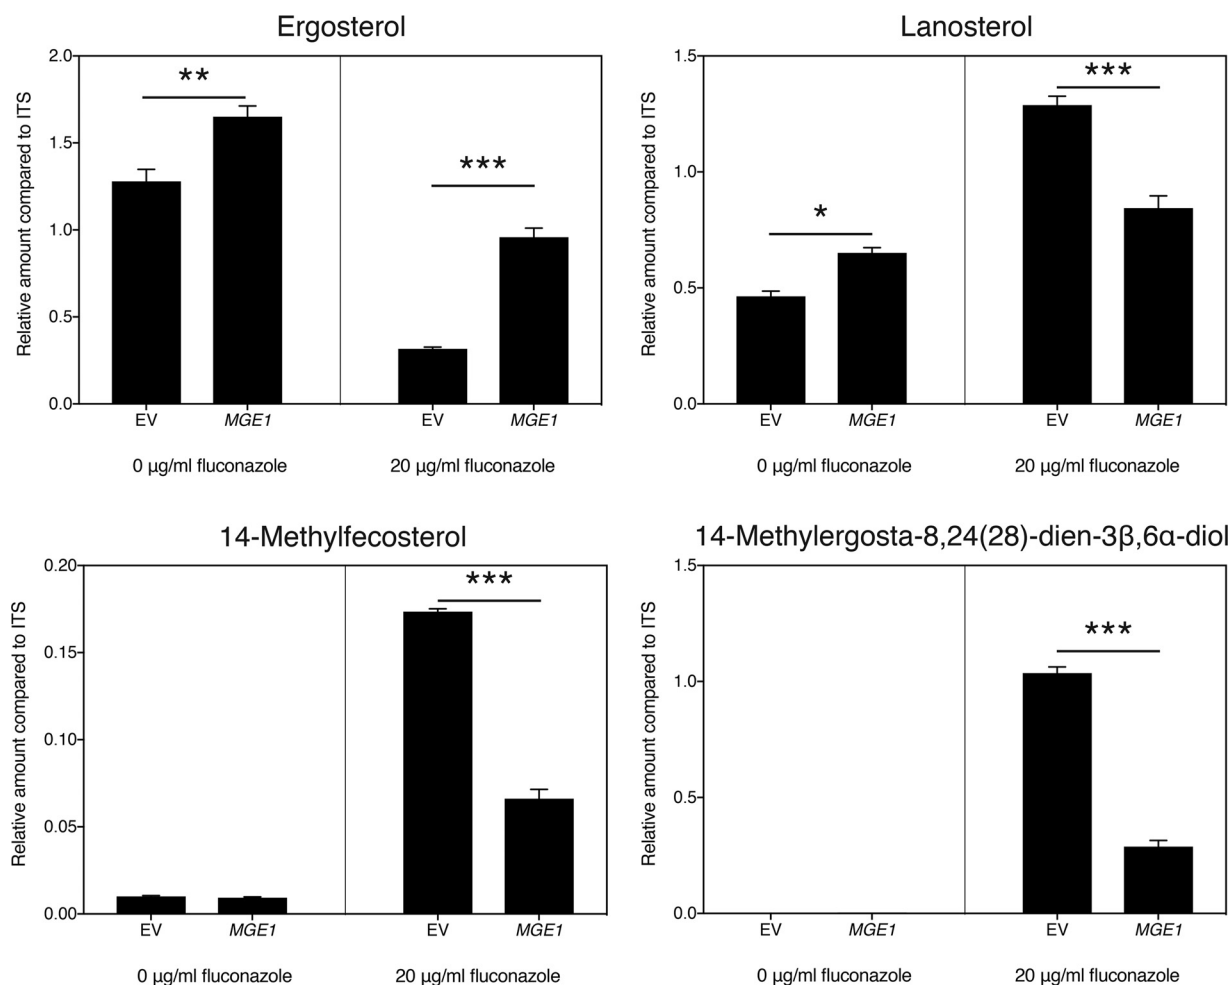 Ergosterol
Relative amount compared to ITS
2.0
1.5
1.0
0.5
0.0
**
***
EV
MGE1
EV
MGE1
0 µg/ml fluconazole
20 µg/ml fluconazole
Lanosterol
Relative amount compared to ITS
1.5
1.0
0.5
0.0
*
***
EV
MGE1
EV
MGE1
0 µg/ml fluconazole
20 µg/ml fluconazole
14-Methylfecosterol
Relative amount compared to ITS
0.20
0.15
0.10
0.05
0.00
***
EV
MGE1
EV
MGE1
0 µg/ml fluconazole
20 µg/ml fluconazole
14-Methylergosta-8,24(28)-dien-3β,6α-diol
Relative amount compared to ITS
1.5
1.0
0.5
0.0
***
EV
MGE1
EV
MGE1
0 µg/ml fluconazole
20 µg/ml fluconazole